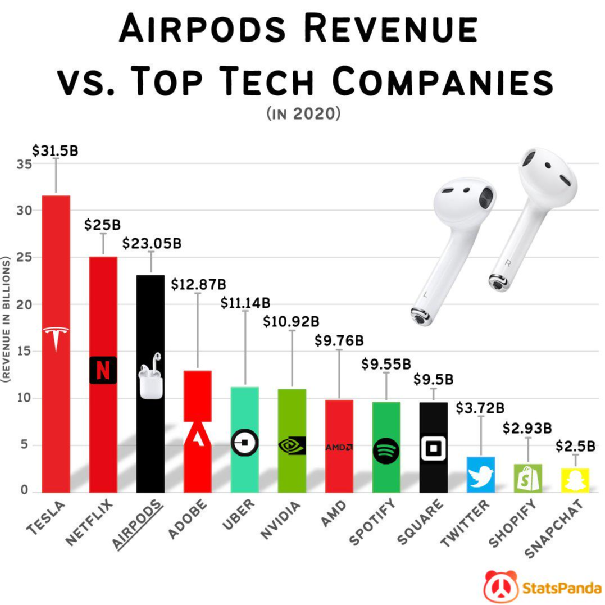 AIRPODS REVENUE
VS. TOP TECH COMPANIES
(IN 2020)
(REVENUE IN BILLIONS)
35
30
25
20
15
10
5
0
$31.5B
$25B
$23.05B
$12.87B
$11.14B
$10.92B
$9.76B
$9.55B
$9.5B
$3.72B
$2.93B
$2.5B
N
AMD
L
R
S
TESLA
NETFLIX
AIRPODS
ADOBE
UBER
NVIDIA
AMD
SPOTIFY
SQUARE
TWITTER
SHOPIFY
SNAPCHAT
StatsPanda